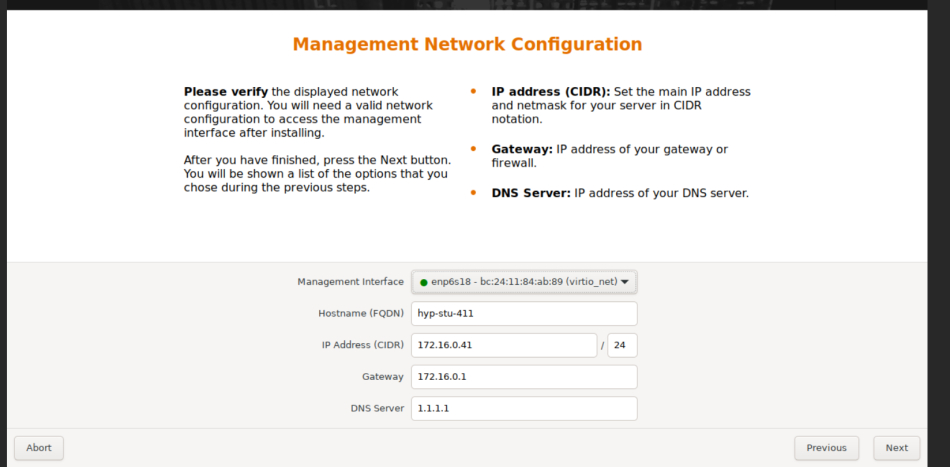 Management Network Configuration
Please verify the displayed network
configuration. You will need a valid network
configuration to access the management
interface after installing.
After you have finished, press the Next button.
You will be shown a list of the options that you
chose during the previous steps.
IP address (CIDR): Set the main IP address
and netmask for your server in CIDR
notation.
Gateway: IP address of your gateway or
firewall.
DNS Server: IP address of your DNS server.
Management Interface enp6s18 - bc:24:11:84:ab:89 (virtio_net)
Hostname (FQDN) hyp-stu-411
IP Address (CIDR) 172.16.0.41 / 24
Gateway 172.16.0.1
DNS Server 1.1.1.1
Abort Previous Next